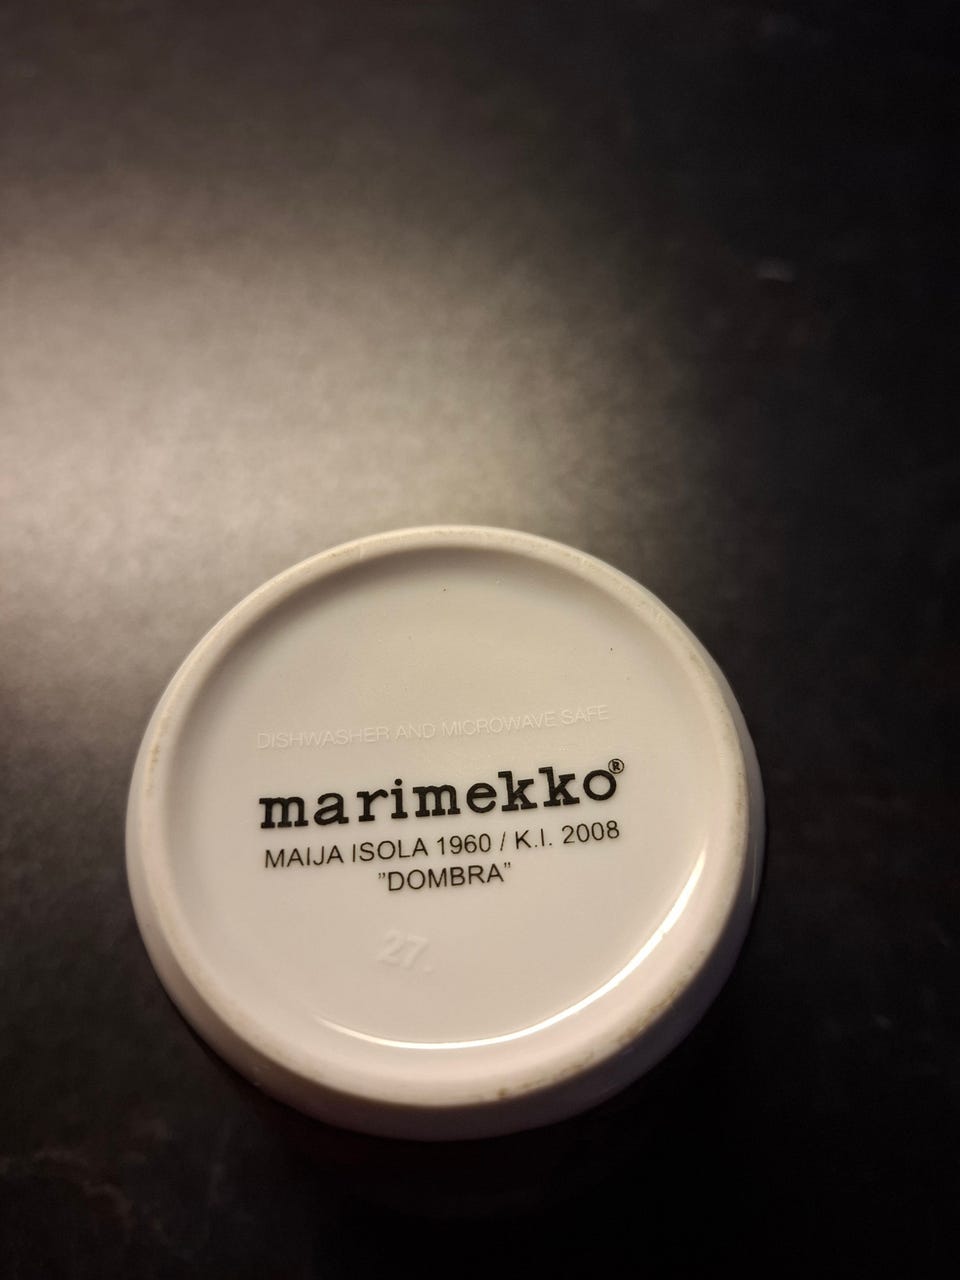 DISHWASHER AND MICROWAVE SAFE
marimekko®
MAIJA ISOLA 1960 / K.I. 2008
”DOMBRA”
27.